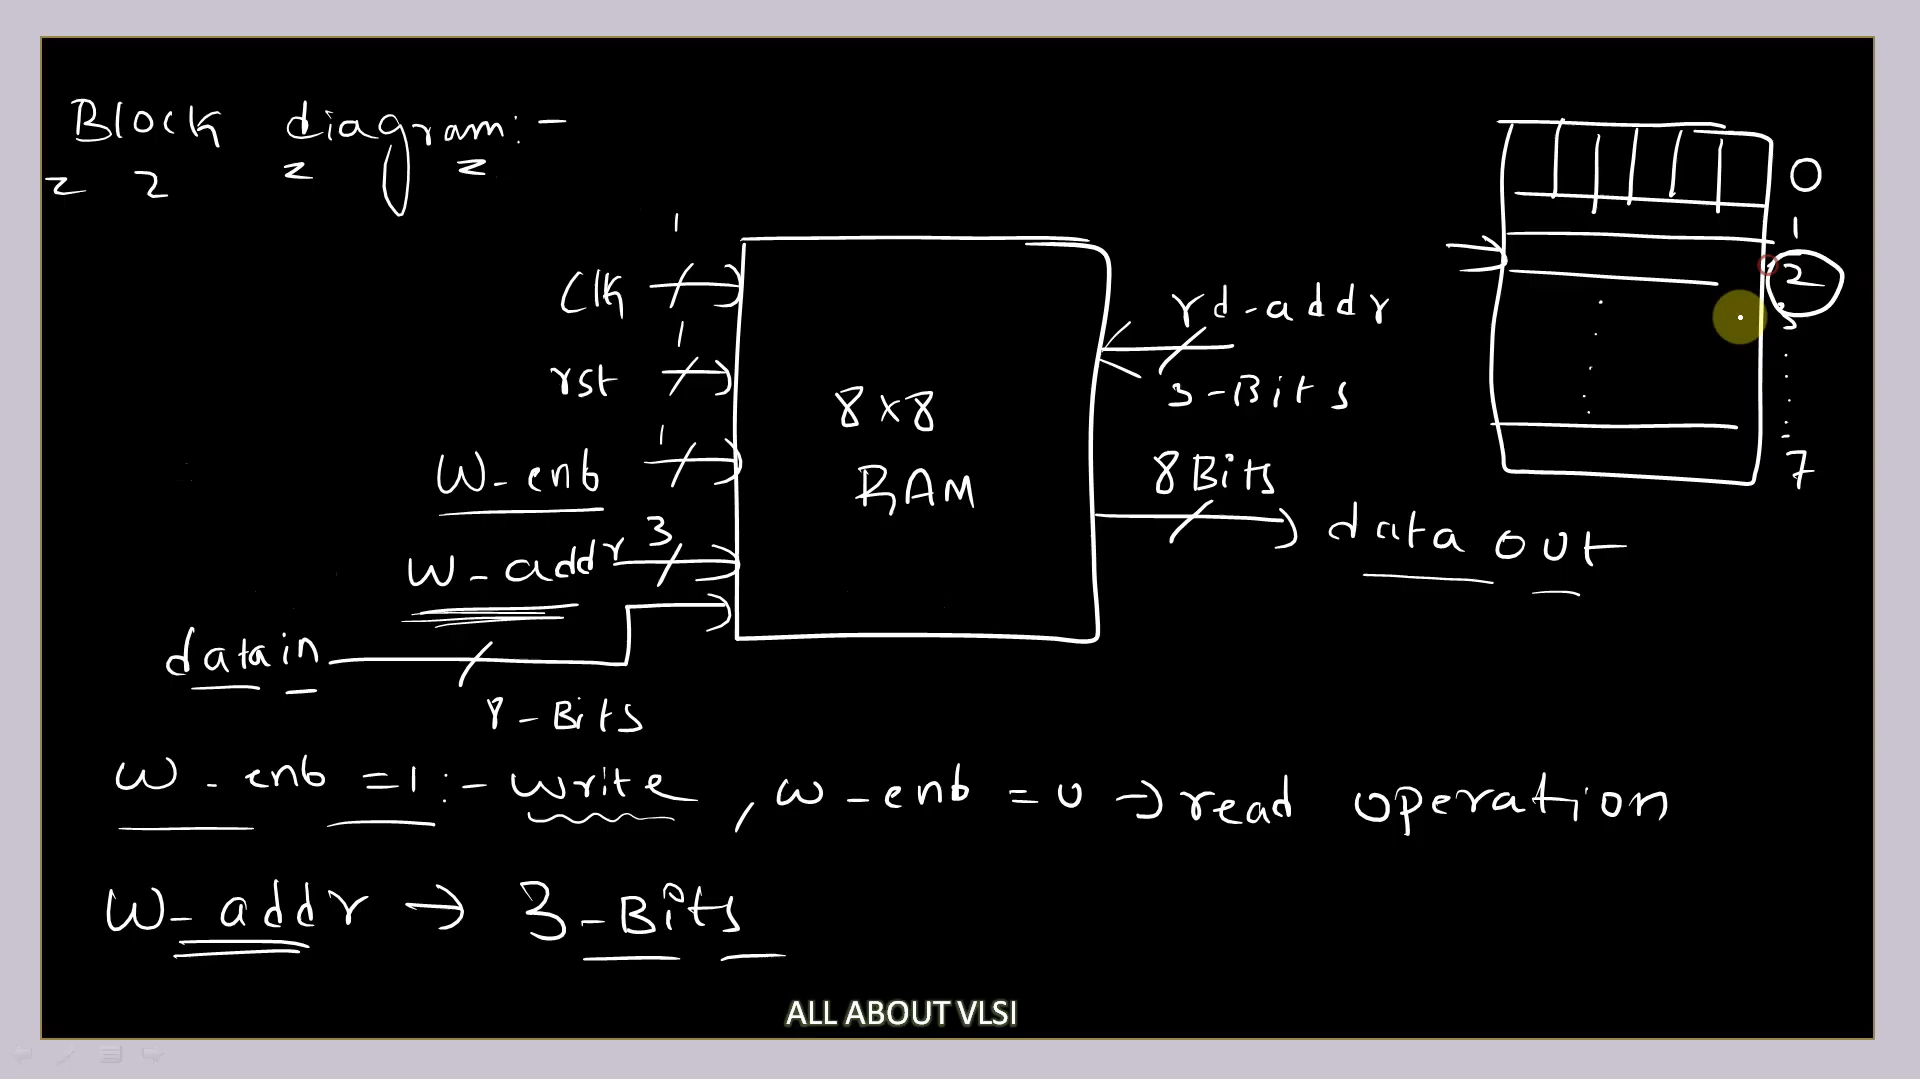 Block diagram:-
0
1
2
3
7
1
Clk
1
rst
1
W-enb
W-addr 3
datain
8-Bits
8x8
RAM
rd-addr
3-Bits
8Bits
data out
W-enb =1:- write, w-enb = 0 → read operation
W-addr → 3-Bits
ALL ABOUT VLSI